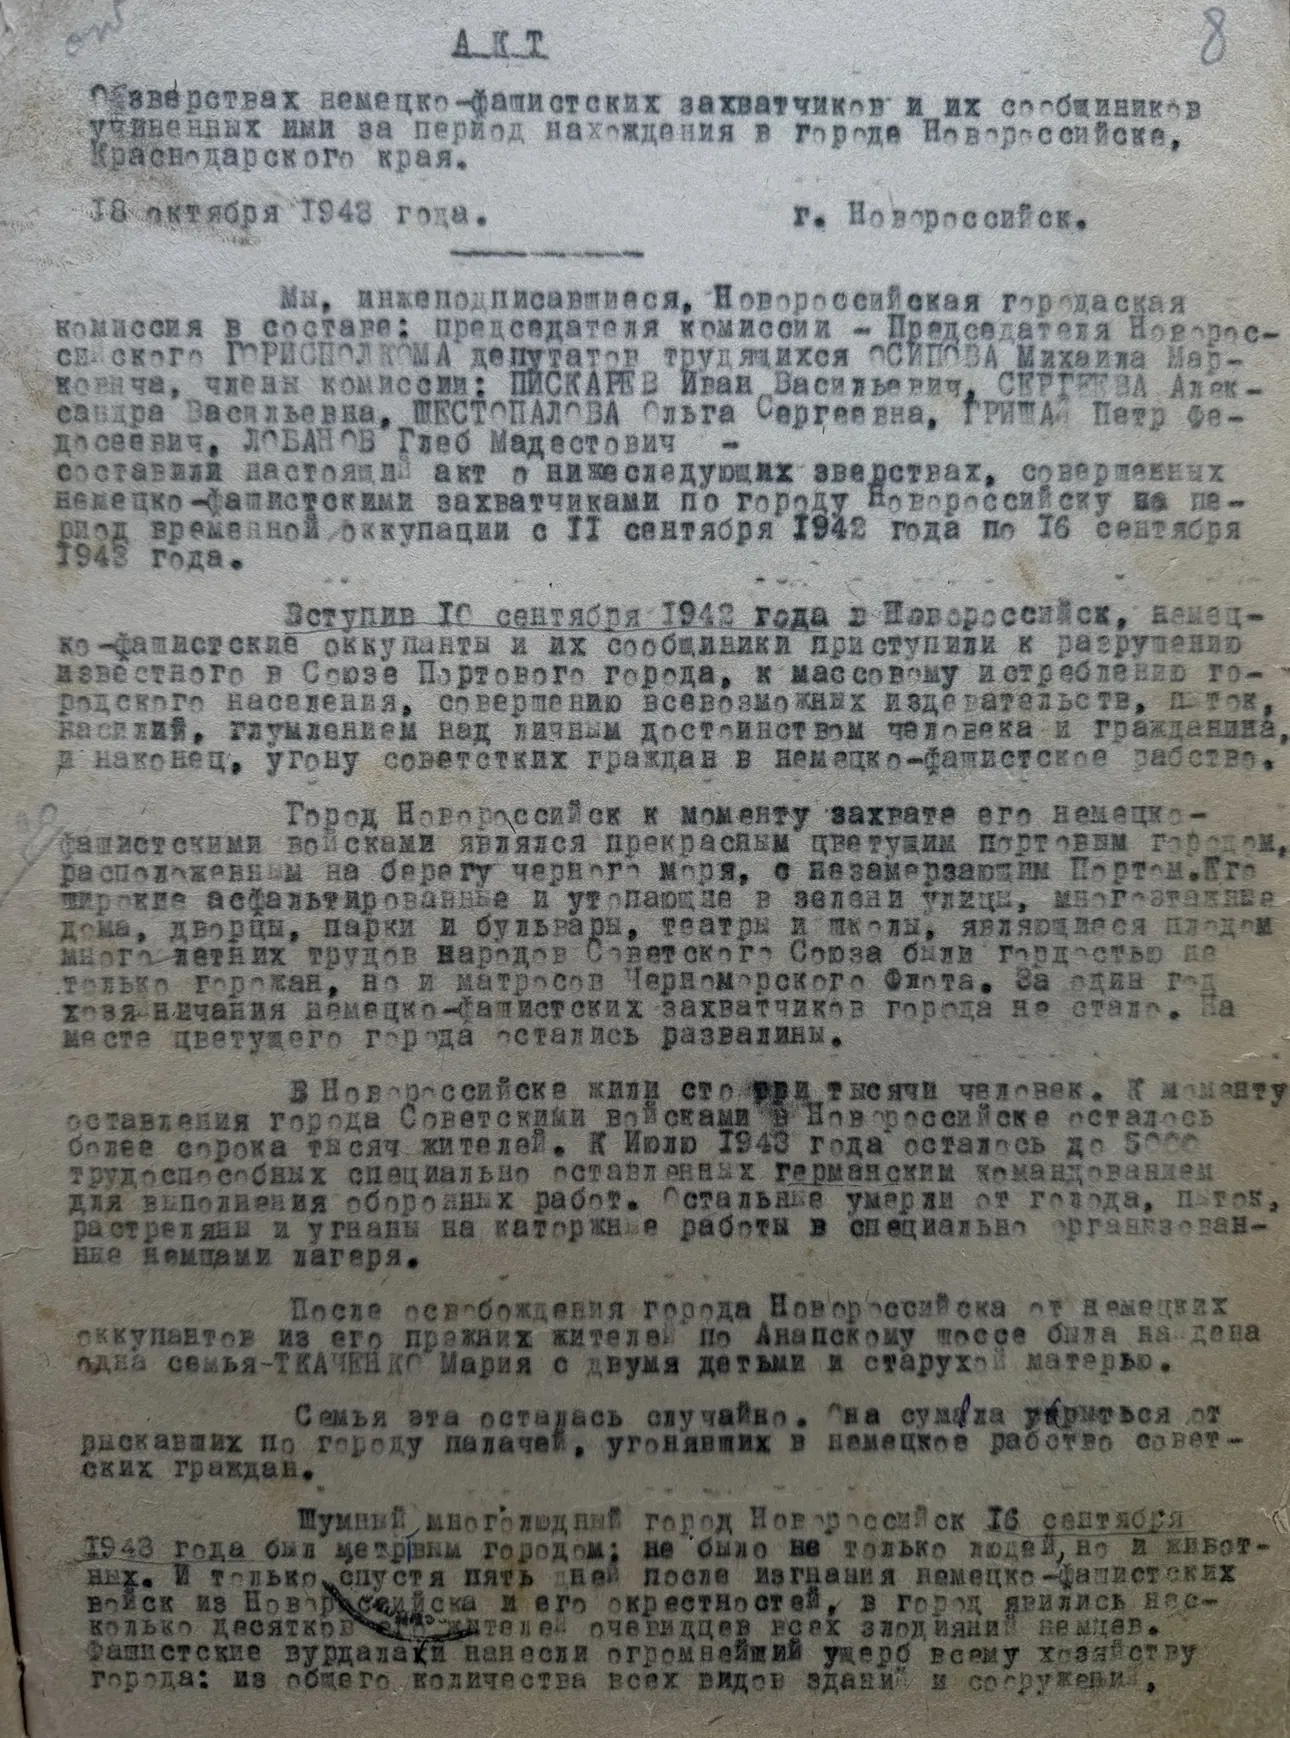 8
А К Т
О зверствах немецко-фашистских захватчиков и их сообщников
учиненных ими за период нахождения в городе Новороссийске,
Краснодарского края.
18 октября 1943 года. г. Новороссийск.
Мы, инжеподписавшиеся, Новороссийская городаская
комиссия в составе: председателя комиссии - Председателя Новорос-
сийского ГОРИСПОЛКОМА депутатов трудящихся ОСИПОВА Михаила Мар-
ковича, члены комиссии: ПИСКАРЕВ Иван Васильевич, СЕРГЕЕВА Алек-
сандра Васильевна, ШЕСТОПАЛОВА Ольга Сергеевна, ГРИШАЙ Петр Фе-
досеевич, ЛОБАНОВ Глеб Мадестович -
составили настоящий акт о нижеследующих зверствах, совершенных
немецко-фашистскими захватчиками по городу Новороссийску за пе-
риод временной оккупации с 11 сентября 1942 года по 16 сентября
1943 года.
Вступив 10 сентября 1942 года в Новороссийск, немец-
ко-фашистские оккупанты и их сообщники приступили к разрушению
известного в Союзе Портового города, к массовому истреблению го-
родского населения, совершению всевозможных издевательств, пыток,
насилий, глумлением над личным достоинством человека и гражданина,
и наконец, угону советстких граждан в немецко-фашистское рабство.
Город Новороссийск к моменту захвата его немецко-
фашистскими войсками являлся прекрасным цветущим портовым городом,
расположенным на берегу черного моря, с незамерзающим Портом.Его
широкие асфальтированные и утопающие в зелени улицы, многоэтажные
дома, дворцы, парки и бульвары, театры и школы, являющиеся плодом
много летних трудов народов Советского Союза были гордостью не
только горожан, но и матросов Черноморского Флота. За один год
хозяйничания немецко-фашистских захватчиков города не стало. На
месте цветущего города остались развалины.
В Новороссийске жили сто три тысячи человек. К моменту
оставления города Советскими войсками в Новороссийске осталось
более сорока тысяч жителей. К Июлю 1943 года осталось до 5000
трудоспособных специально оставленных германским командованием
для выполнения оборонных работ. Остальные умерли от голода, пыток,
растреляны и угнаны на каторжные работы в специально организован-
ные немцами лагеря.
После освобождения города Новороссийска от немецких
оккупантов из его прежних жителей по Анапскому шоссе была найдена
одна семья-ТКАЧЕНКО Мария с двумя детьми и старухой матерью.
Семья эта осталась случайно. Она сумела укрыться от
рыскавших по городу палачей, угонявших в немецкое рабство совет-
ских граждан.
Шумный, многолюдный город Новороссийск 16 сентября
1943 года был метрвым городом; не было не только людей, но и живот-
ных. И только спустя пять дней после изгнания немецко-фашистских
войск из Новороссийска и его окрестностей, в город явились нес-
колько десятков его жителей очевидцев всех злодияний немцев.
Фашистские вурдалаки нанесли огромнейший ущерб всему хозяйству
города: из общего количества всех видов зданий и сооружений,